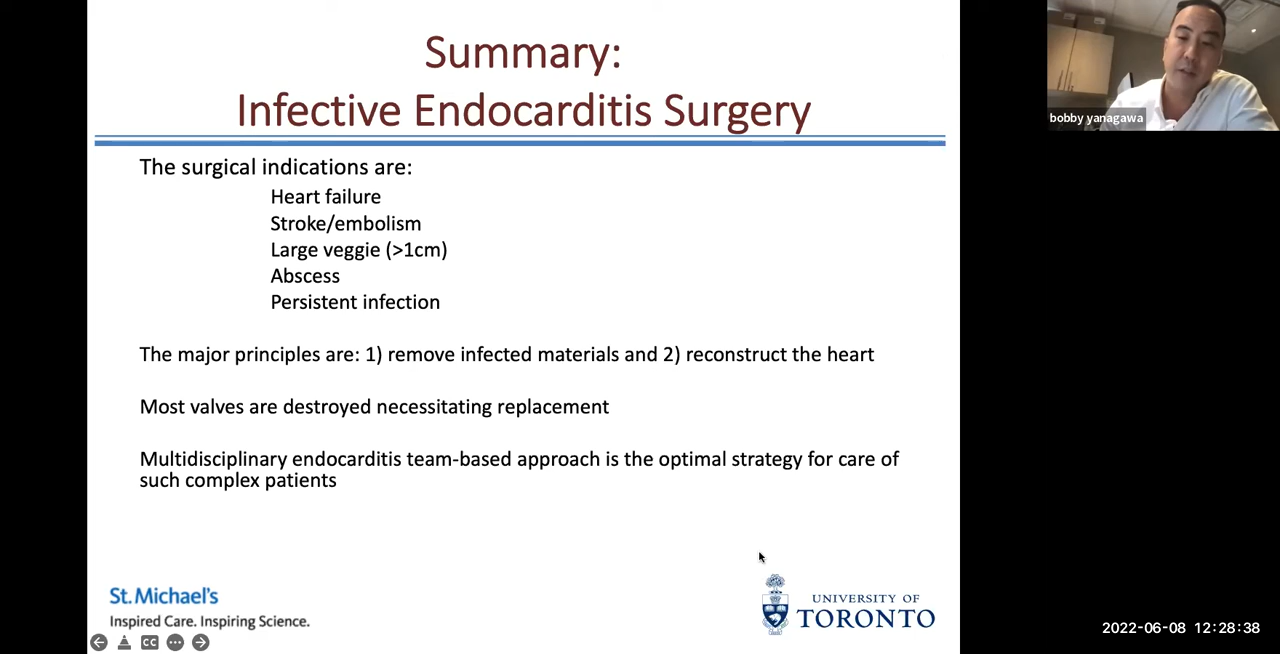 Summary:
Infective Endocarditis Surgery
The surgical indications are:
Heart failure
Stroke/embolism
Large veggie (>1cm)
Abscess
Persistent infection
The major principles are: 1) remove infected materials and 2) reconstruct the heart
Most valves are destroyed necessitating replacement
Multidisciplinary endocarditis team-based approach is the optimal strategy for care of
such complex patients
St. Michael's
Inspired Care. Inspiring Science.
UNIVERSITY OF
TORONTO
CC
bobby yanagawa
2022-06-08 12:28:38